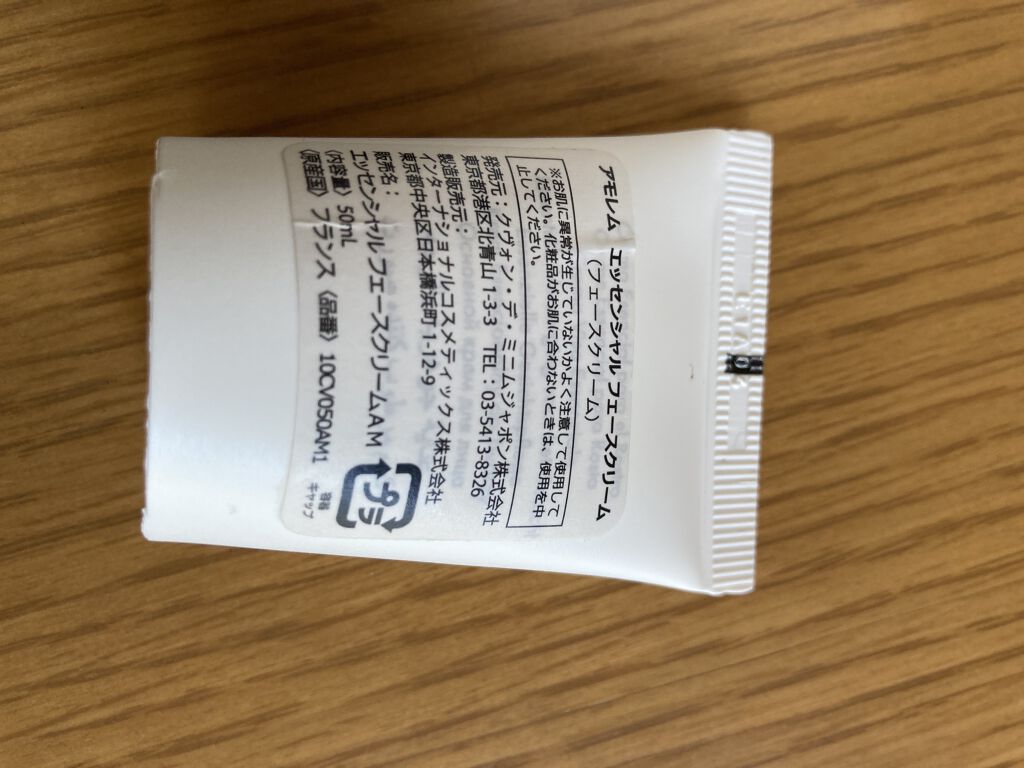 アモレム エッセンシャル フェースクリーム
(フェースクリーム)
※お肌に異常が生じていないかよく注意して使用して
ください。化粧品がお肌に合わないときは、使用を中
止してください。
発売元:クヴォン・デ・ミニムジャポン株式会社
東京都港区北青山 1-3-3 TEL:03-5413-8326
製造販売元:
インターナショナルコスメティックス株式会社
東京都中央区日本橋浜町 1-12-9
販売名:
エッセンシャルフェースクリームAM
〈内容量〉50mL
〈原産国〉フランス 〈品番〉10CV050AM1
プラ
容器
キャップ